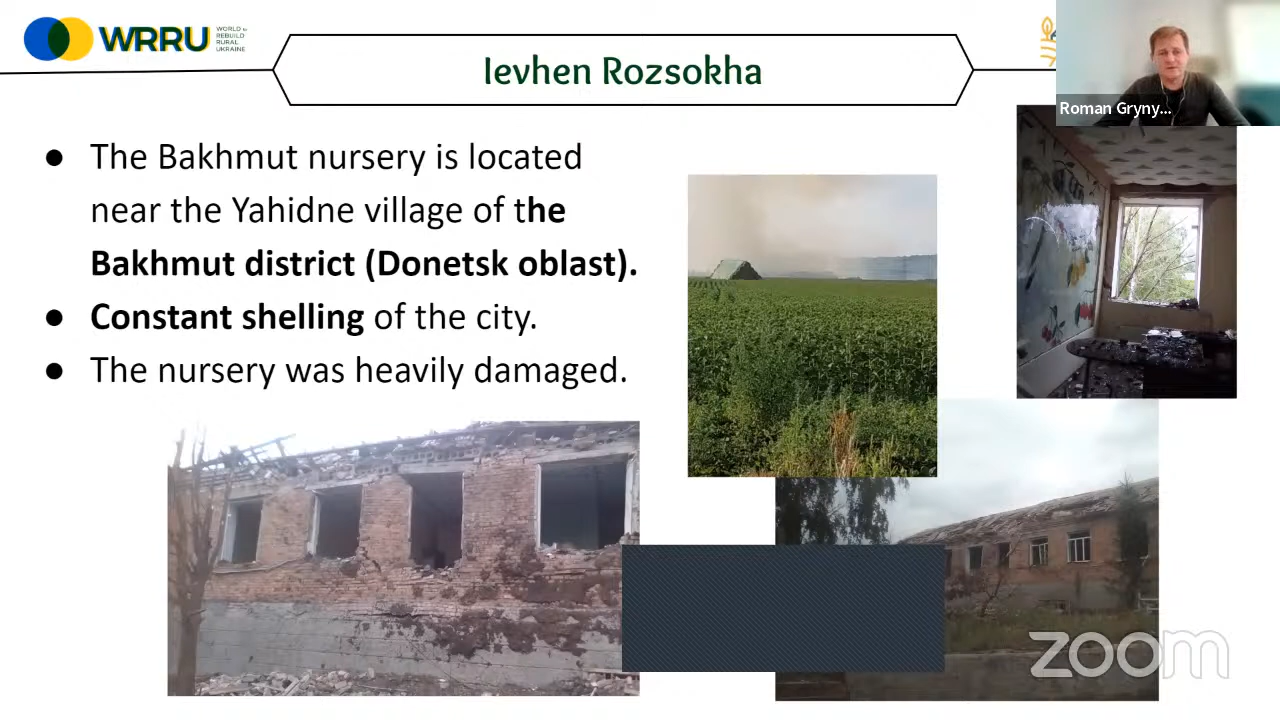 WRRU
WORLD to
REBUILD
RURAL
UKRAINE
Ievhen Rozsokha
Roman Gryny...
● The Bakhmut nursery is located
near the Yahidne village of the
Bakhmut district (Donetsk oblast).
● Constant shelling of the city.
● The nursery was heavily damaged.
zoom